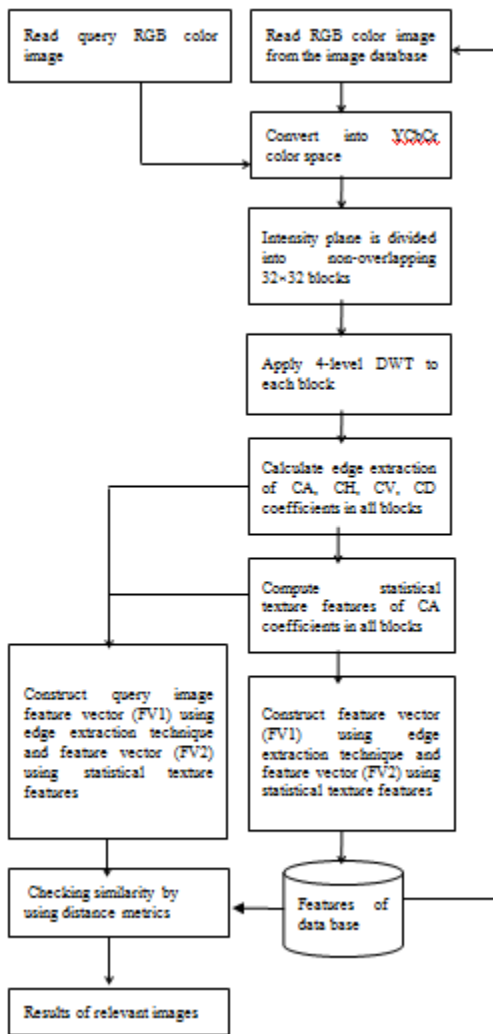 Read query RGB color
image
Read RGB color image
from the image database
Convert into YCbCr
color space
Intensity plane is divided
into non-overlapping
32×32 blocks
Apply 4-level DWT to
each block
Calculate edge extraction
of CA, CH, CV, CD
coefficients in all blocks
Compute statistical
texture features of CA
coefficients in all blocks
Construct query image
feature vector (FV1) using
edge extraction technique
and feature vector (FV2)
using statistical texture
features
Construct feature vector
(FV1) using edge
extraction technique and
feature vector (FV2) using
statistical texture features
Checking similarity by
using distance metrics
Features of
data base
Results of relevant images